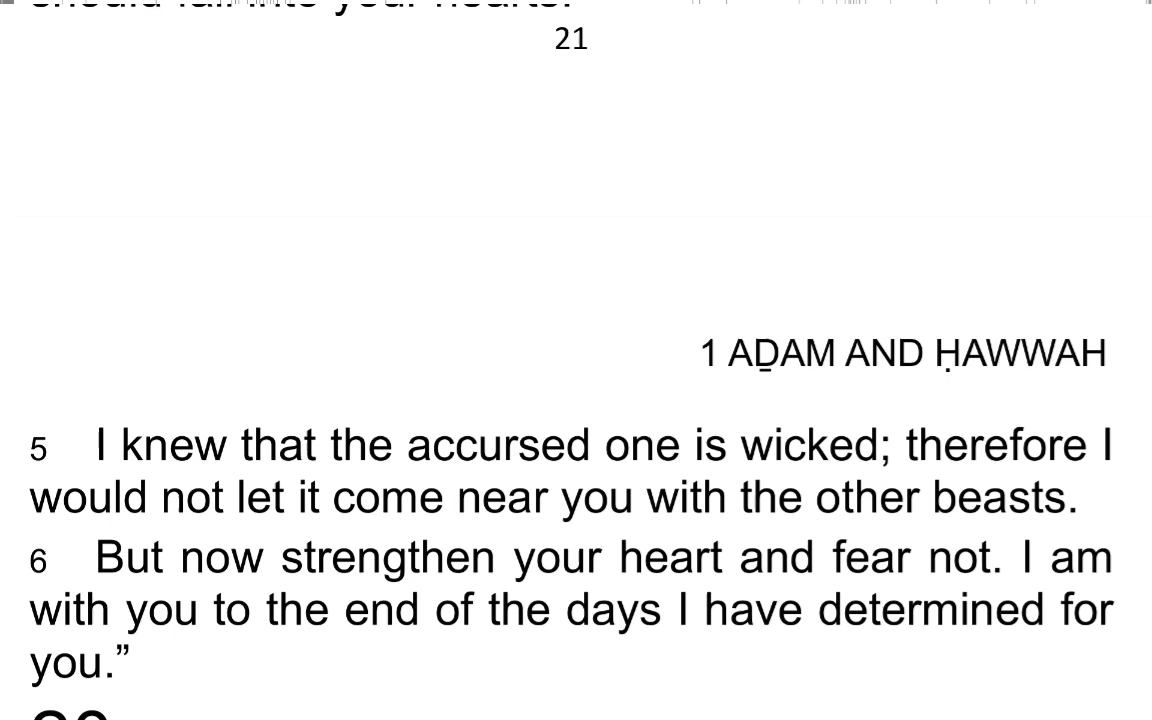 21
1 AḎAM AND ḤAWWAH
5 I knew that the accursed one is wicked; therefore I
would not let it come near you with the other beasts.
6 But now strengthen your heart and fear not. I am
with you to the end of the days I have determined for
you.”